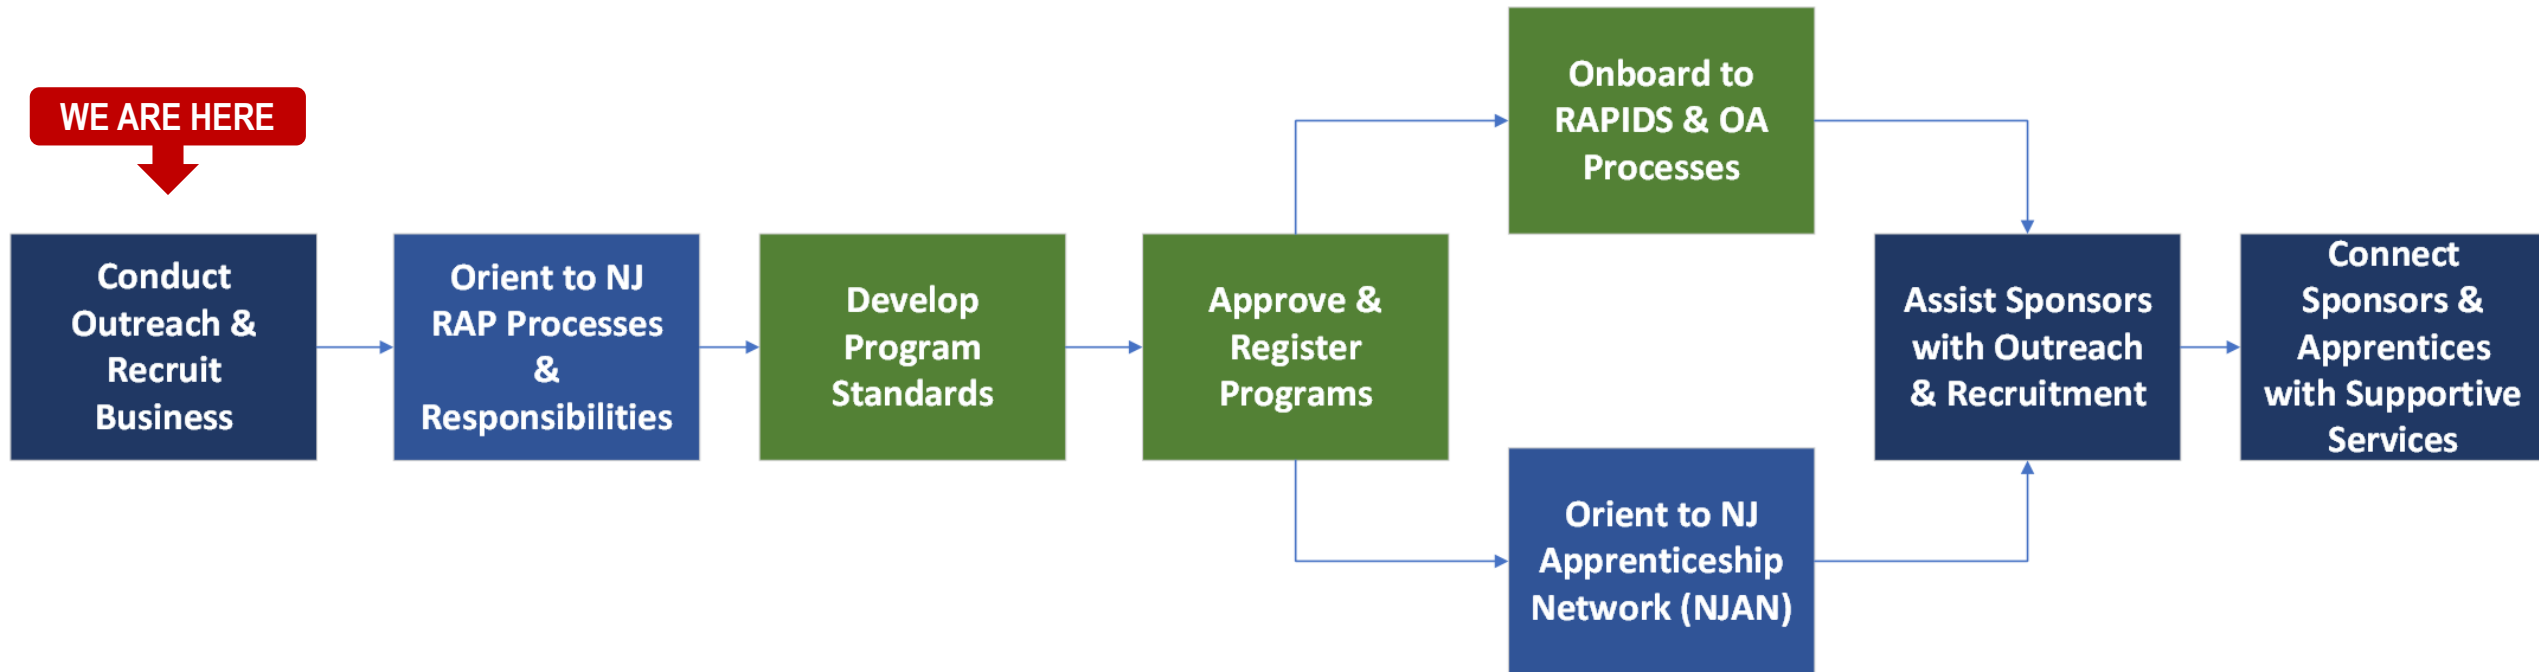 WE ARE HERE
Conduct
Outreach &
Recruit
Business
Orient to NJ
RAP Processes
&
Responsibilities
Develop
Program
Standards
Approve &
Register
Programs
Onboard to
RAPIDS & OA
Processes
Orient to NJ
Apprenticeship
Network (NJAN)
Assist Sponsors
with Outreach
& Recruitment
Connect
Sponsors &
Apprentices
with Supportive
Services